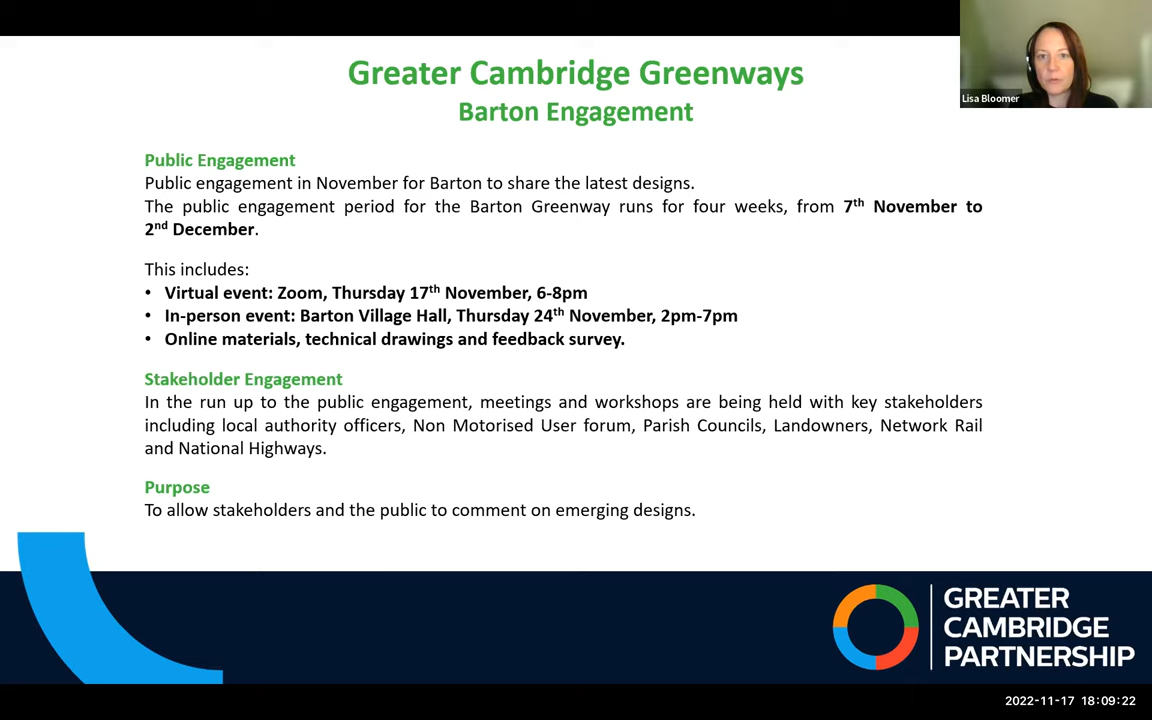 Greater Cambridge Greenways
Lisa Bloomer
Barton Engagement
Public Engagement
Public engagement in November for Barton to share the latest designs.
The public engagement period for the Barton Greenway runs for four weeks, from 7th November to
2nd December.
This includes:
• Virtual event: Zoom, Thursday 17th November, 6-8pm
• In-person event: Barton Village Hall, Thursday 24th November, 2pm-7pm
• Online materials, technical drawings and feedback survey.
Stakeholder Engagement
In the run up to the public engagement, meetings and workshops are being held with key stakeholders
including local authority officers, Non Motorised User forum, Parish Councils, Landowners, Network Rail
and National Highways.
Purpose
To allow stakeholders and the public to comment on emerging designs.
GREATER
CAMBRIDGE
PARTNERSHIP
2022-11-17 18:09:22